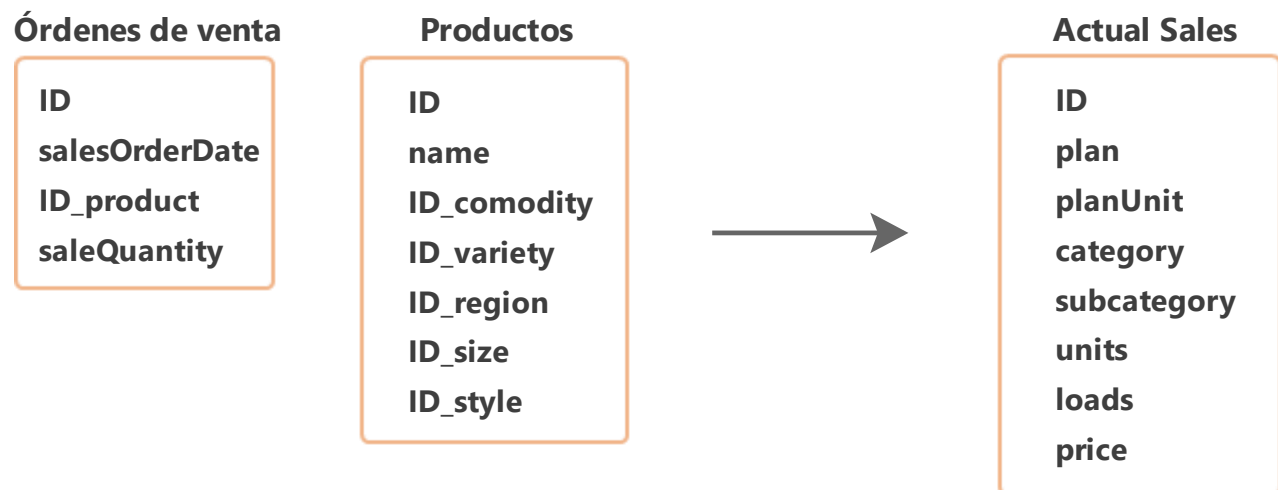 Órdenes de venta
ID
salesOrderDate
ID_product
saleQuantity
Productos
ID
name
ID_comodity
ID_variety
ID_region
ID_size
ID_style
Actual Sales
ID
plan
planUnit
category
subcategory
units
loads
price